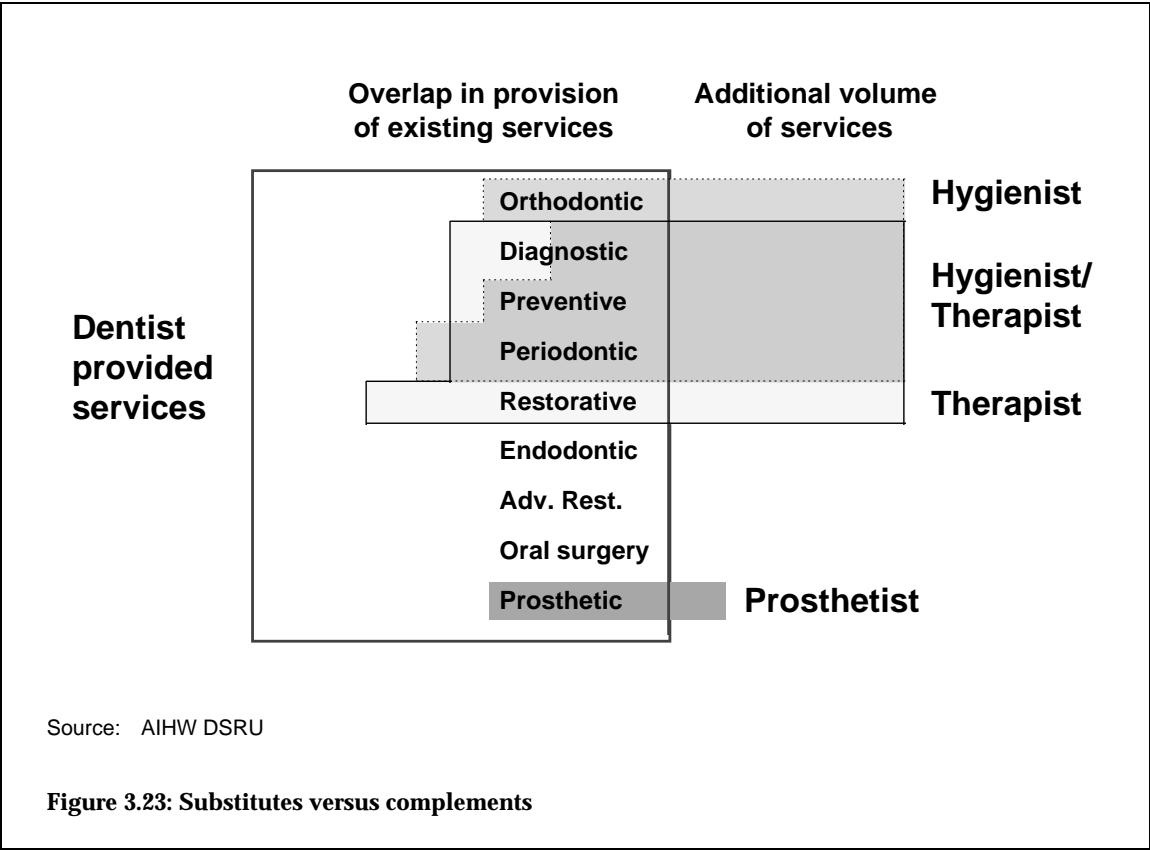 Overlap in provision
of existing services
Additional volume
of services
Dentist
provided
services
Orthodontic
Diagnostic
Preventive
Periodontic
Restorative
Endodontic
Adv. Rest.
Oral surgery
Prosthetic
Hygienist
Hygienist/
Therapist
Therapist
Prosthetist
Source: AIHW DSRU
Figure 3.23: Substitutes versus complements